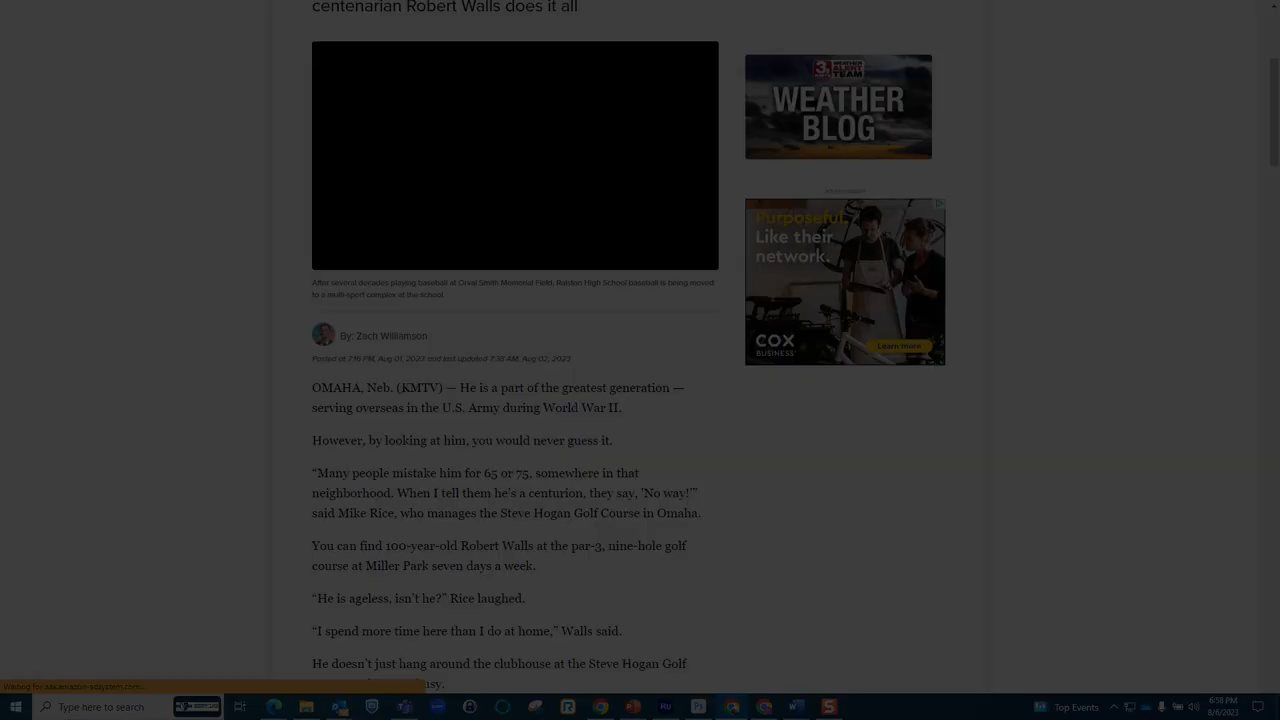 centenarian Robert Walls does it all
WEATHER ALERT TEAM
WEATHER
BLOG
Purposeful.
Like their
network.
COX
BUSINESS
Learn more
After several decades playing baseball at Orval Smith Memorial Field, Ralston High School baseball is being moved
to a multi-sport complex at the school.
By: Zach Williamson
Posted at 7:16 PM, Aug 01, 2023 and last updated 7:38 AM, Aug 02, 2023
OMAHA, Neb. (KMTV) — He is a part of the greatest generation —
serving overseas in the U.S. Army during World War II.
However, by looking at him, you would never guess it.
“Many people mistake him for 65 or 75, somewhere in that
neighborhood. When I tell them he’s a centurion, they say, ‘No way!’”
said Mike Rice, who manages the Steve Hogan Golf Course in Omaha.
You can find 100-year-old Robert Walls at the par-3, nine-hole golf
course at Miller Park seven days a week.
“He is ageless, isn’t he?” Rice laughed.
“I spend more time here than I do at home,” Walls said.
He doesn’t just hang around the clubhouse at the Steve Hogan Golf
Type here to search
Top Events
6:58 PM
8/6/2023